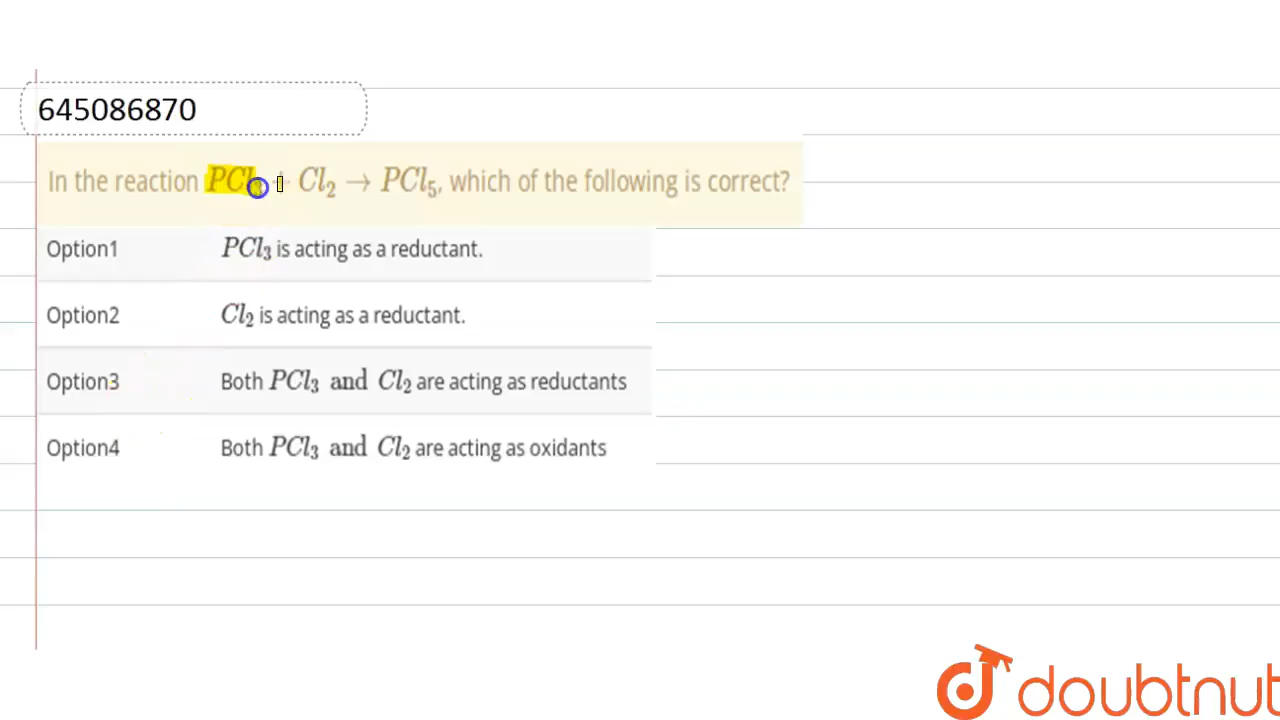 645086870
In the reaction PCl₃ + Cl₂ → PCl₅, which of the following is correct?
Option1 PCl₃ is acting as a reductant.
Option2 Cl₂ is acting as a reductant.
Option3 Both PCl₃ and Cl₂ are acting as reductants
Option4 Both PCl₃ and Cl₂ are acting as oxidants
doubtnut